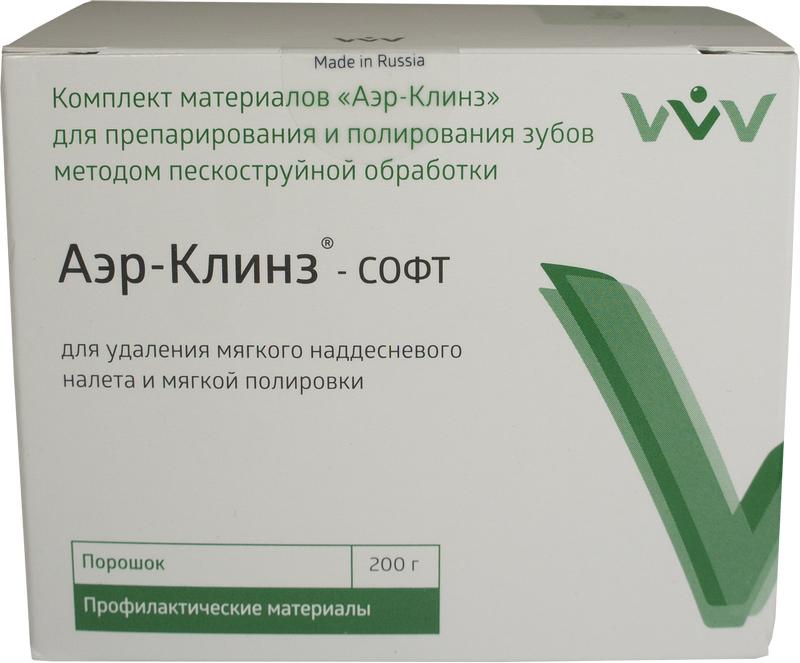 Made in Russia
Комплект материалов «Аэр-Клинз»
для препарирования и полирования зубов
методом пескоструйной обработки
Аэр-Клинз® - СОФТ
для удаления мягкого наддесневого
налета и мягкой полировки
Порошок 200 г
Профилактические материалы